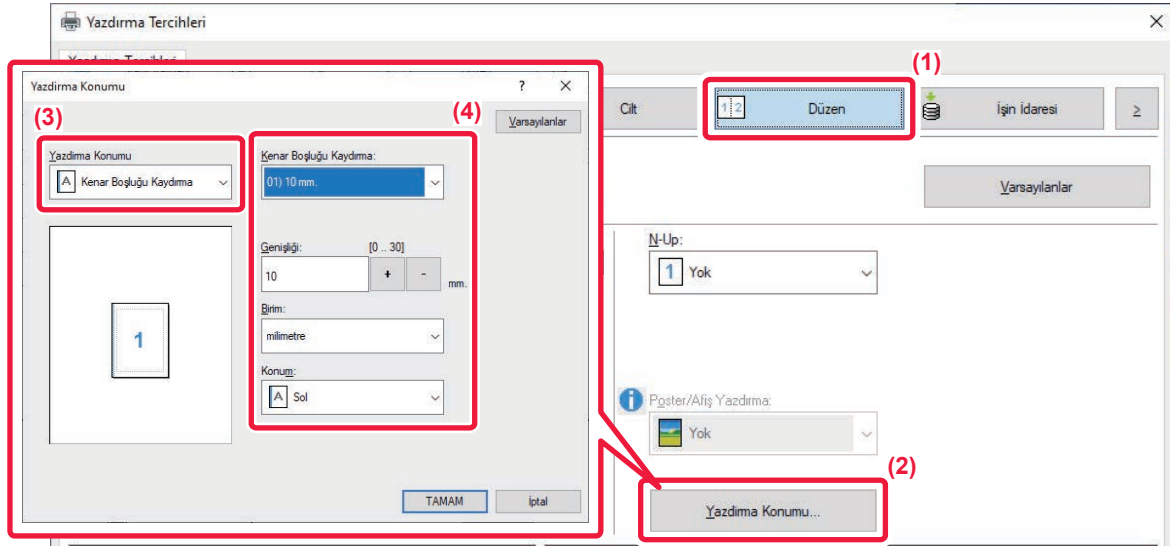 Yazdırma Tercihleri
(1)
Yazdırma Konumu
?
(3)
(4)
Varsayılanlar
Cilt
1 2 Düzen
İşin İdaresi
>
Yazdırma Konumu
A Kenar Boşluğu Kaydırma
Kenar Boşluğu Kaydırma:
01) 10 mm.
Varsayılanlar
Genişliği: [0 .. 30]
10 + - mm.
Birim:
milimetre
Konum:
A Sol
1
TAMAM
İptal
N-Up:
1 Yok
Poster/Afiş Yazdırma:
Yok
(2)
Yazdırma Konumu...